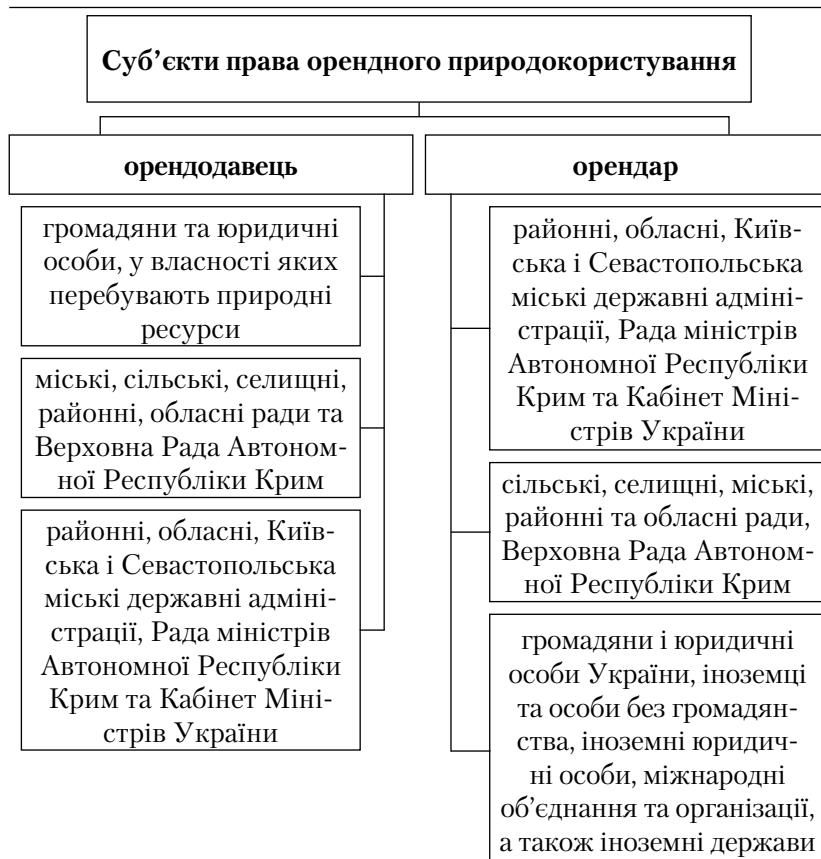 Суб’єкти права орендного природокористування
орендодавець
громадяни та юридичні
особи, у власності яких
перебувають природні
ресурси
міські, сільські, селищні,
районні, обласні ради та
Верховна Рада Автоном-
ної Республіки Крим
районні, обласні, Київ-
ська і Севастопольська
міські державні адміні-
страції, Рада міністрів
Автономної Республіки
Крим та Кабінет Міні-
стрів України
орендар
районні, обласні, Київ-
ська і Севастопольська
міські державні адміні-
страції, Рада міністрів
Автономної Республіки
Крим та Кабінет Міні-
стрів України
сільські, селищні, міські,
районні та обласні ради,
Верховна Рада Автоном-
ної Республіки Крим
громадяни і юридичні
особи України, іноземці
та особи без громадян-
ства, іноземні юридич-
ні особи, міжнародні
об’єднання та організації,
а також іноземні держави